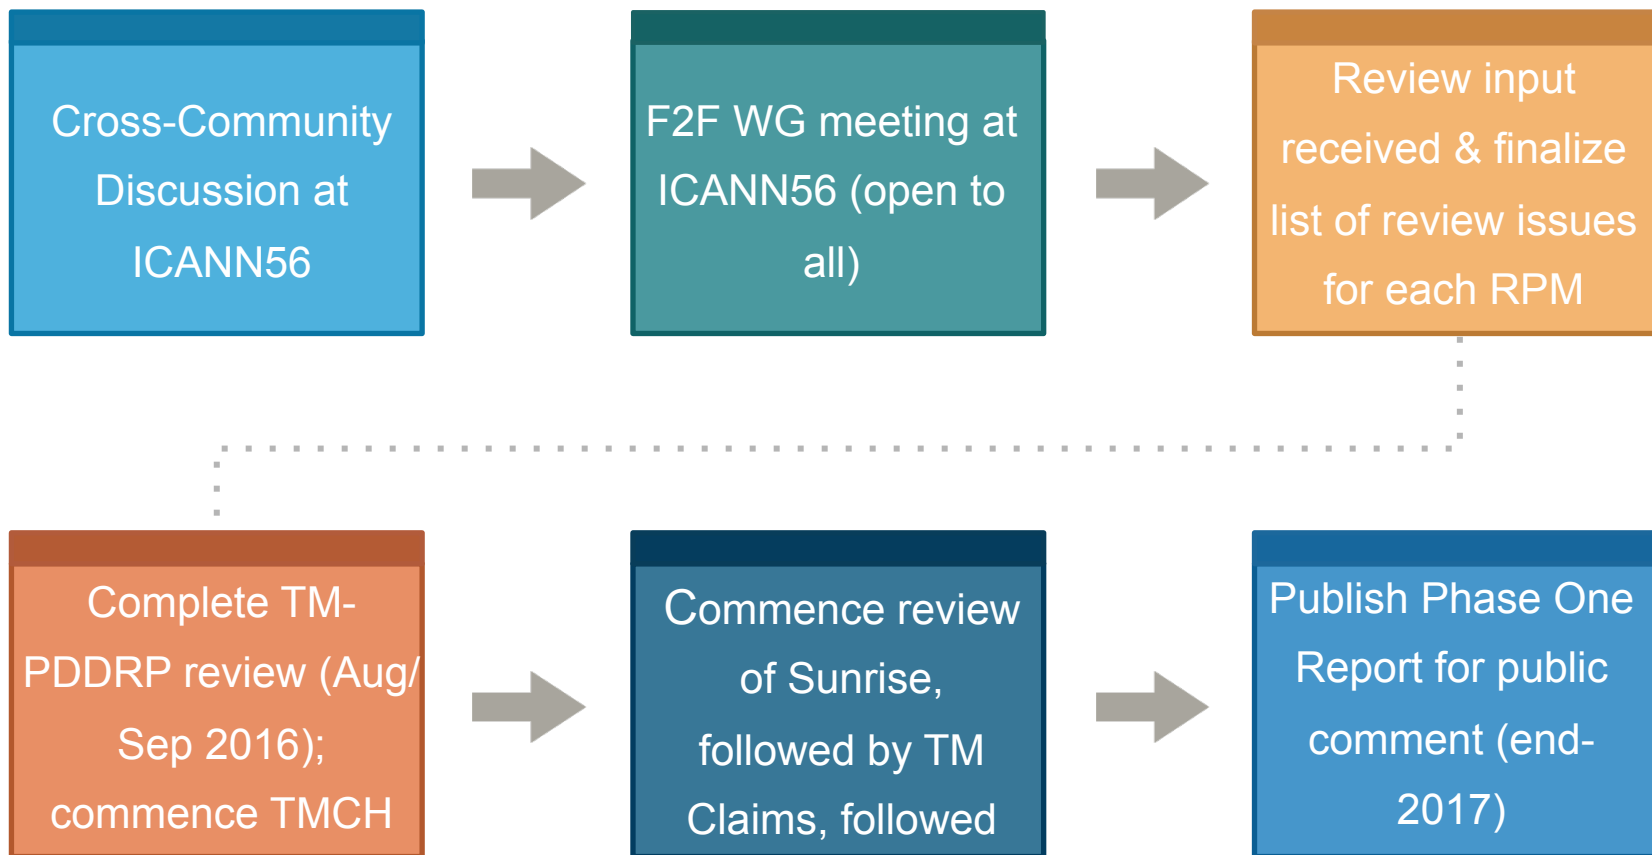 Cross-Community
Discussion at
ICANN56
F2F WG meeting at
ICANN56 (open to
all)
Review input
received & finalize
list of review issues
for each RPM
Complete TM-
PDDRP review (Aug/
Sep 2016);
commence TMCH
Commence review
of Sunrise,
followed by TM
Claims, followed
Publish Phase One
Report for public
comment (end-
2017)